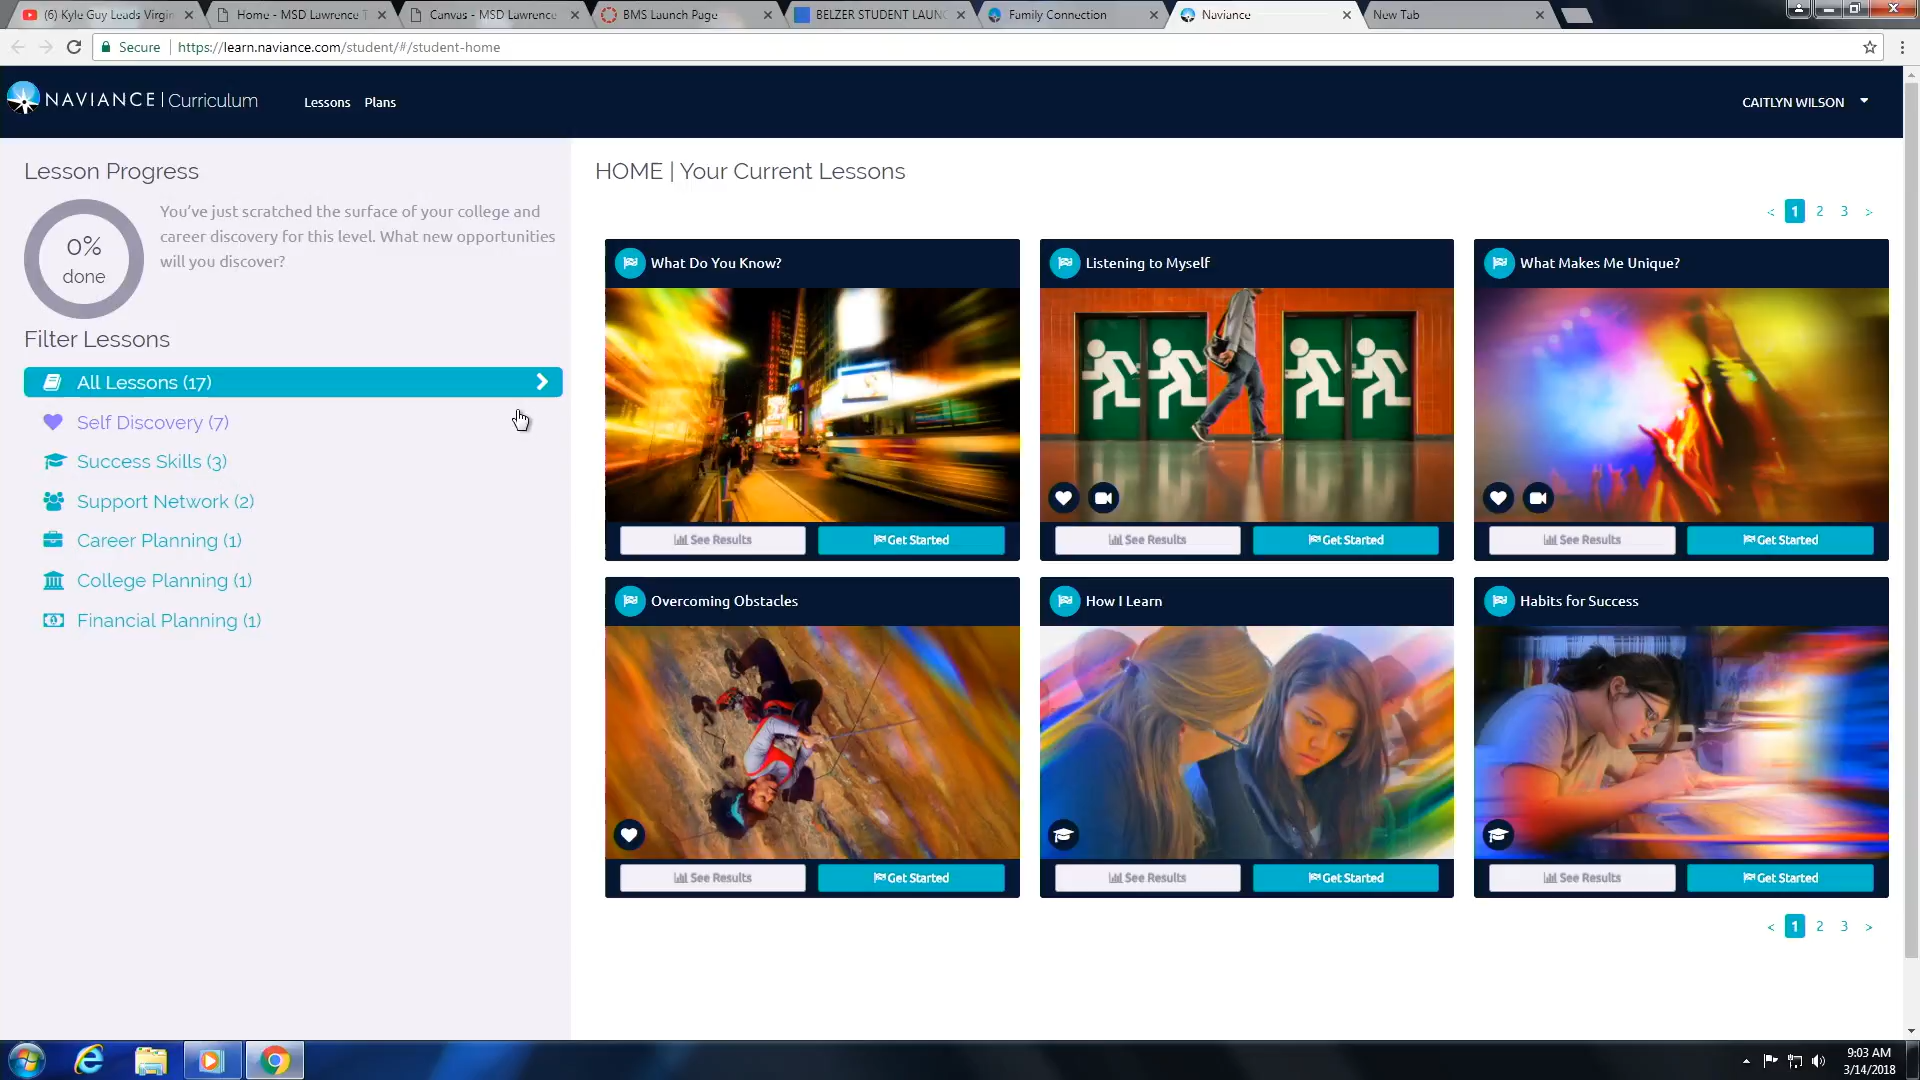 (6) Kyle Guy Leads Virgin
Home - MSD Lawrence T
Canvas - MSD Lawrence
BMS Launch Page
BELZER STUDENT LAUNC
Family Connection
Naviance
New Tab
Secure
https://learn.naviance.com/student/#/student-home
NAVIANCE | Curriculum
Lessons
Plans
CAITLYN WILSON
Lesson Progress
0%
done
You've just scratched the surface of your college and
career discovery for this level. What new opportunities
will you discover?
Filter Lessons
All Lessons (17)
Self Discovery (7)
Success Skills (3)
Support Network (2)
Career Planning (1)
College Planning (1)
Financial Planning (1)
HOME | Your Current Lessons
< 1 2 3 >
What Do You Know?
Listening to Myself
What Makes Me Unique?
See Results
Get Started
See Results
Get Started
See Results
Get Started
Overcoming Obstacles
How I Learn
Habits for Success
See Results
Get Started
See Results
Get Started
See Results
Get Started
< 1 2 3 >
9:03 AM
3/14/2018